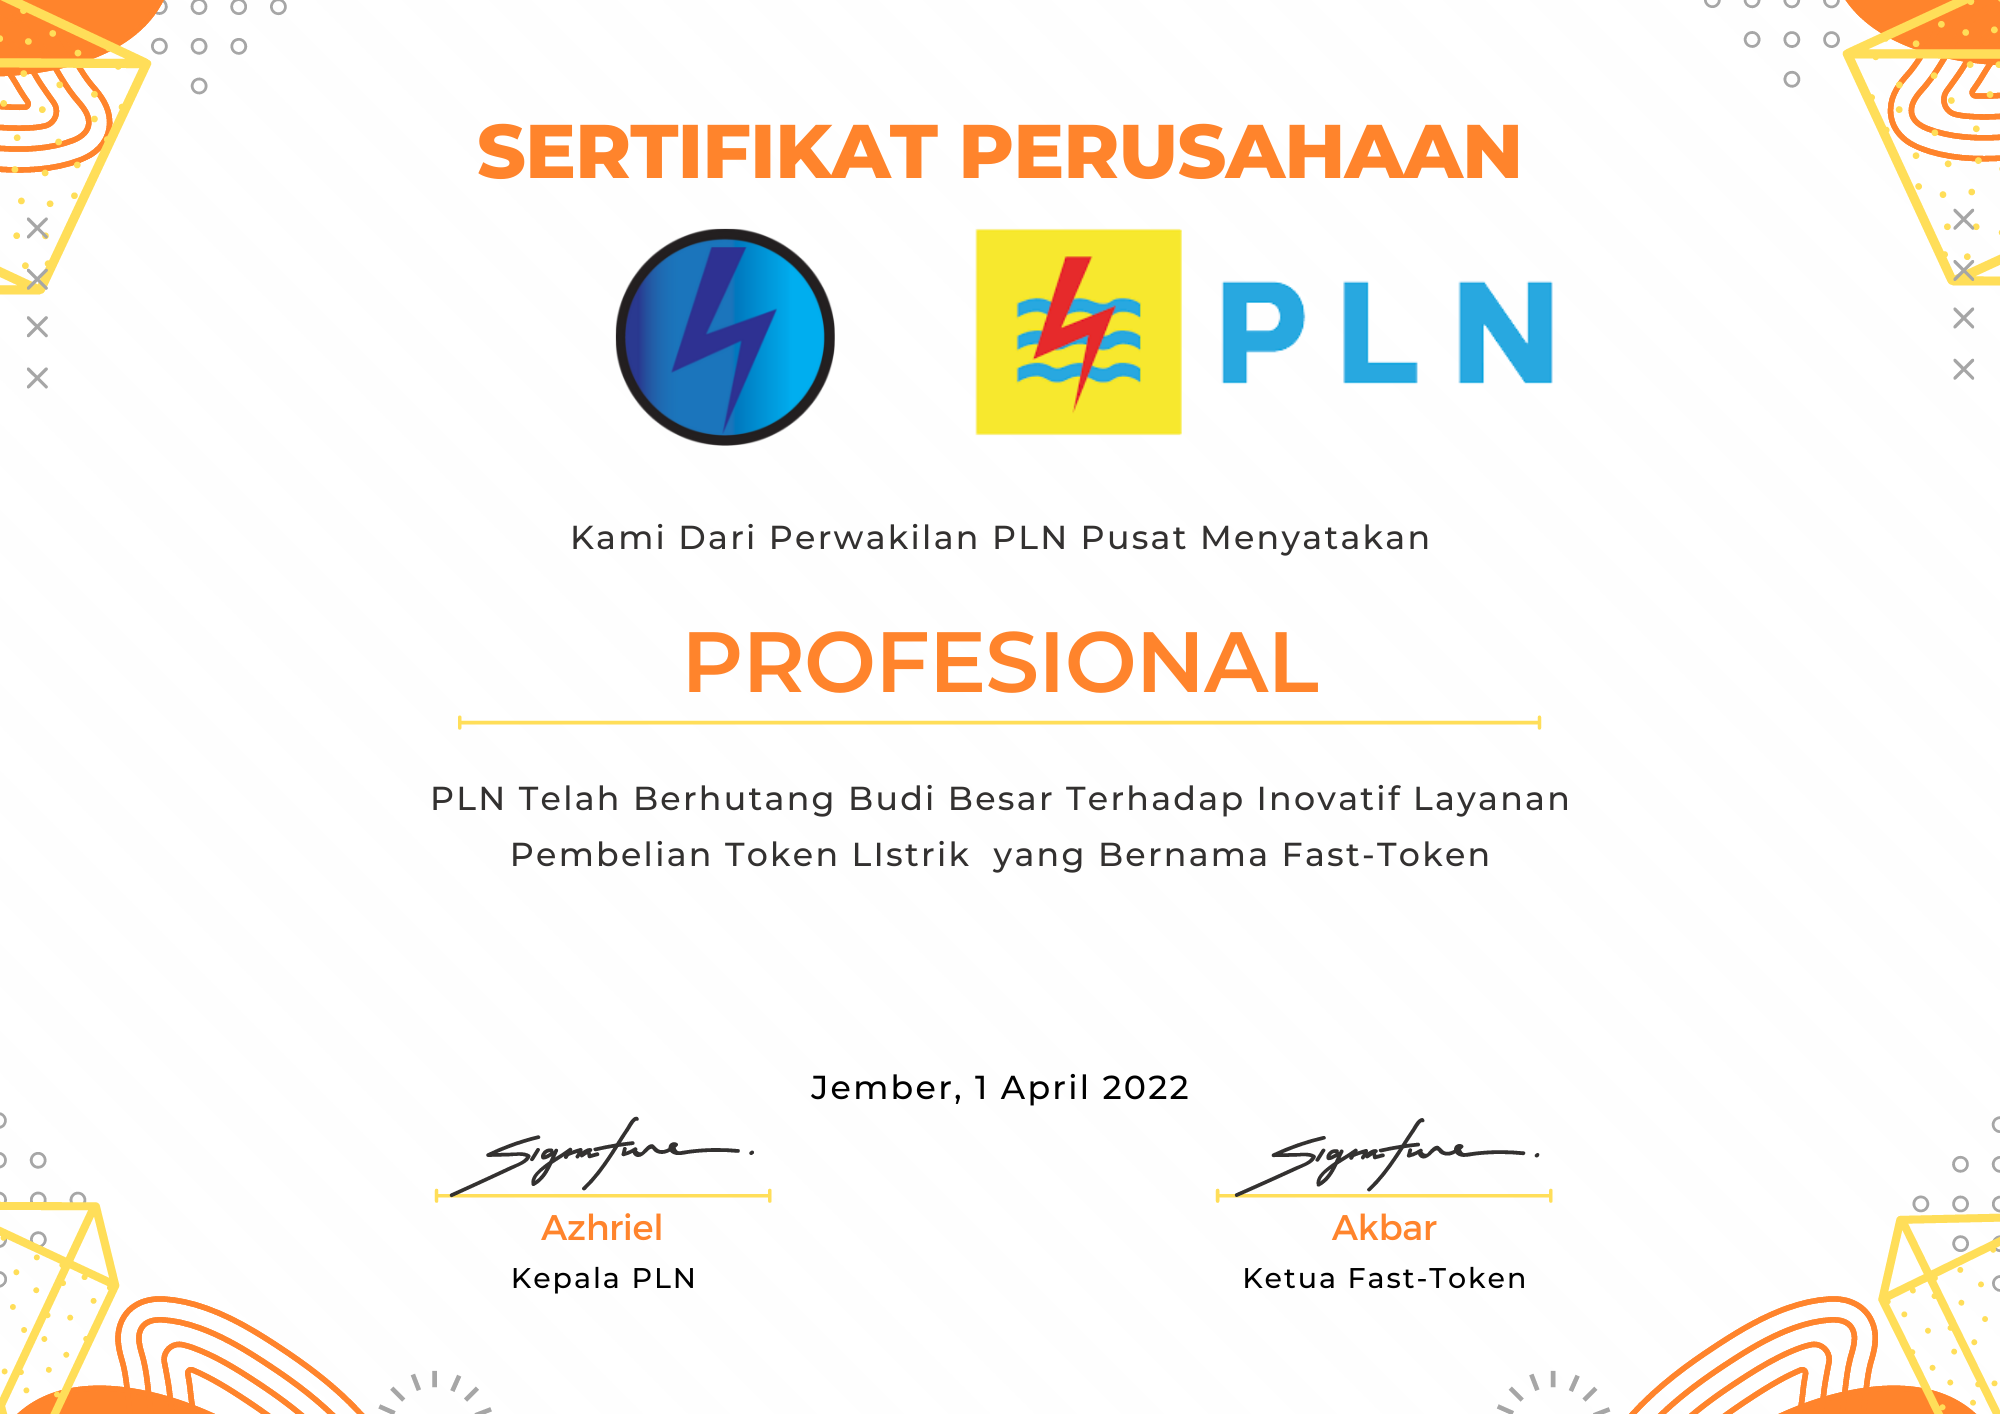 SERTIFIKAT PERUSAHAAN
PLN
Kami Dari Perwakilan PLN Pusat Menyatakan
PROFESIONAL
PLN Telah Berhutang Budi Besar Terhadap Inovatif Layanan
Pembelian Token LIstrik yang Bernama Fast-Token
Jember, 1 April 2022
Signature. Signature.
Azhriel Akbar
Kepala PLN Ketua Fast-Token